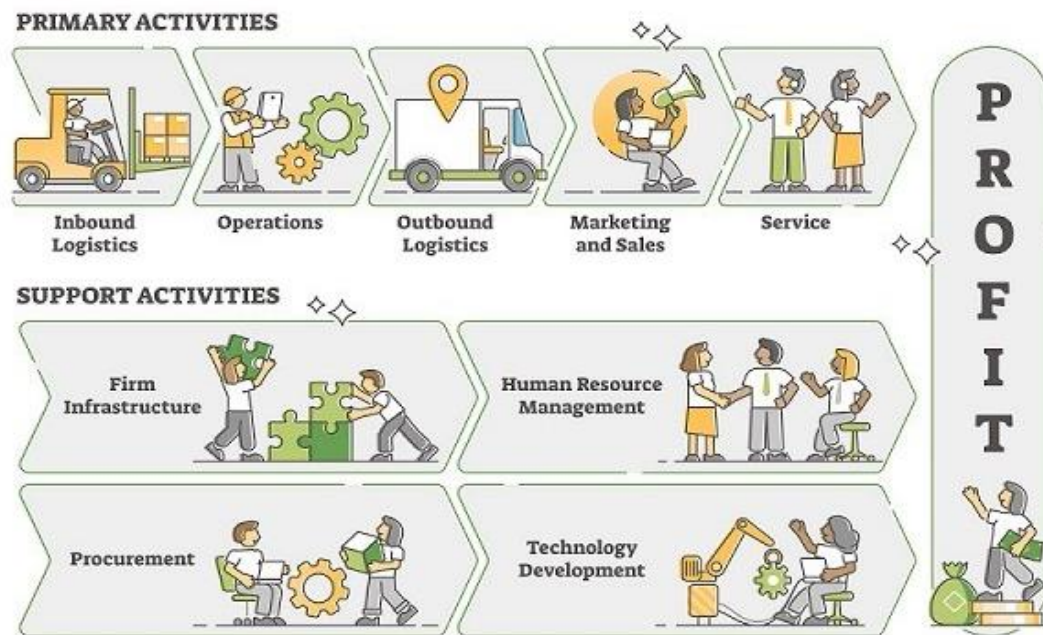 PRIMARY ACTIVITIES
Inbound
Logistics
Operations
Outbound
Logistics
Marketing
and Sales
Service
SUPPORT ACTIVITIES
Firm
Infrastructure
Human Resource
Management
Procurement
Technology
Development
PROFIT